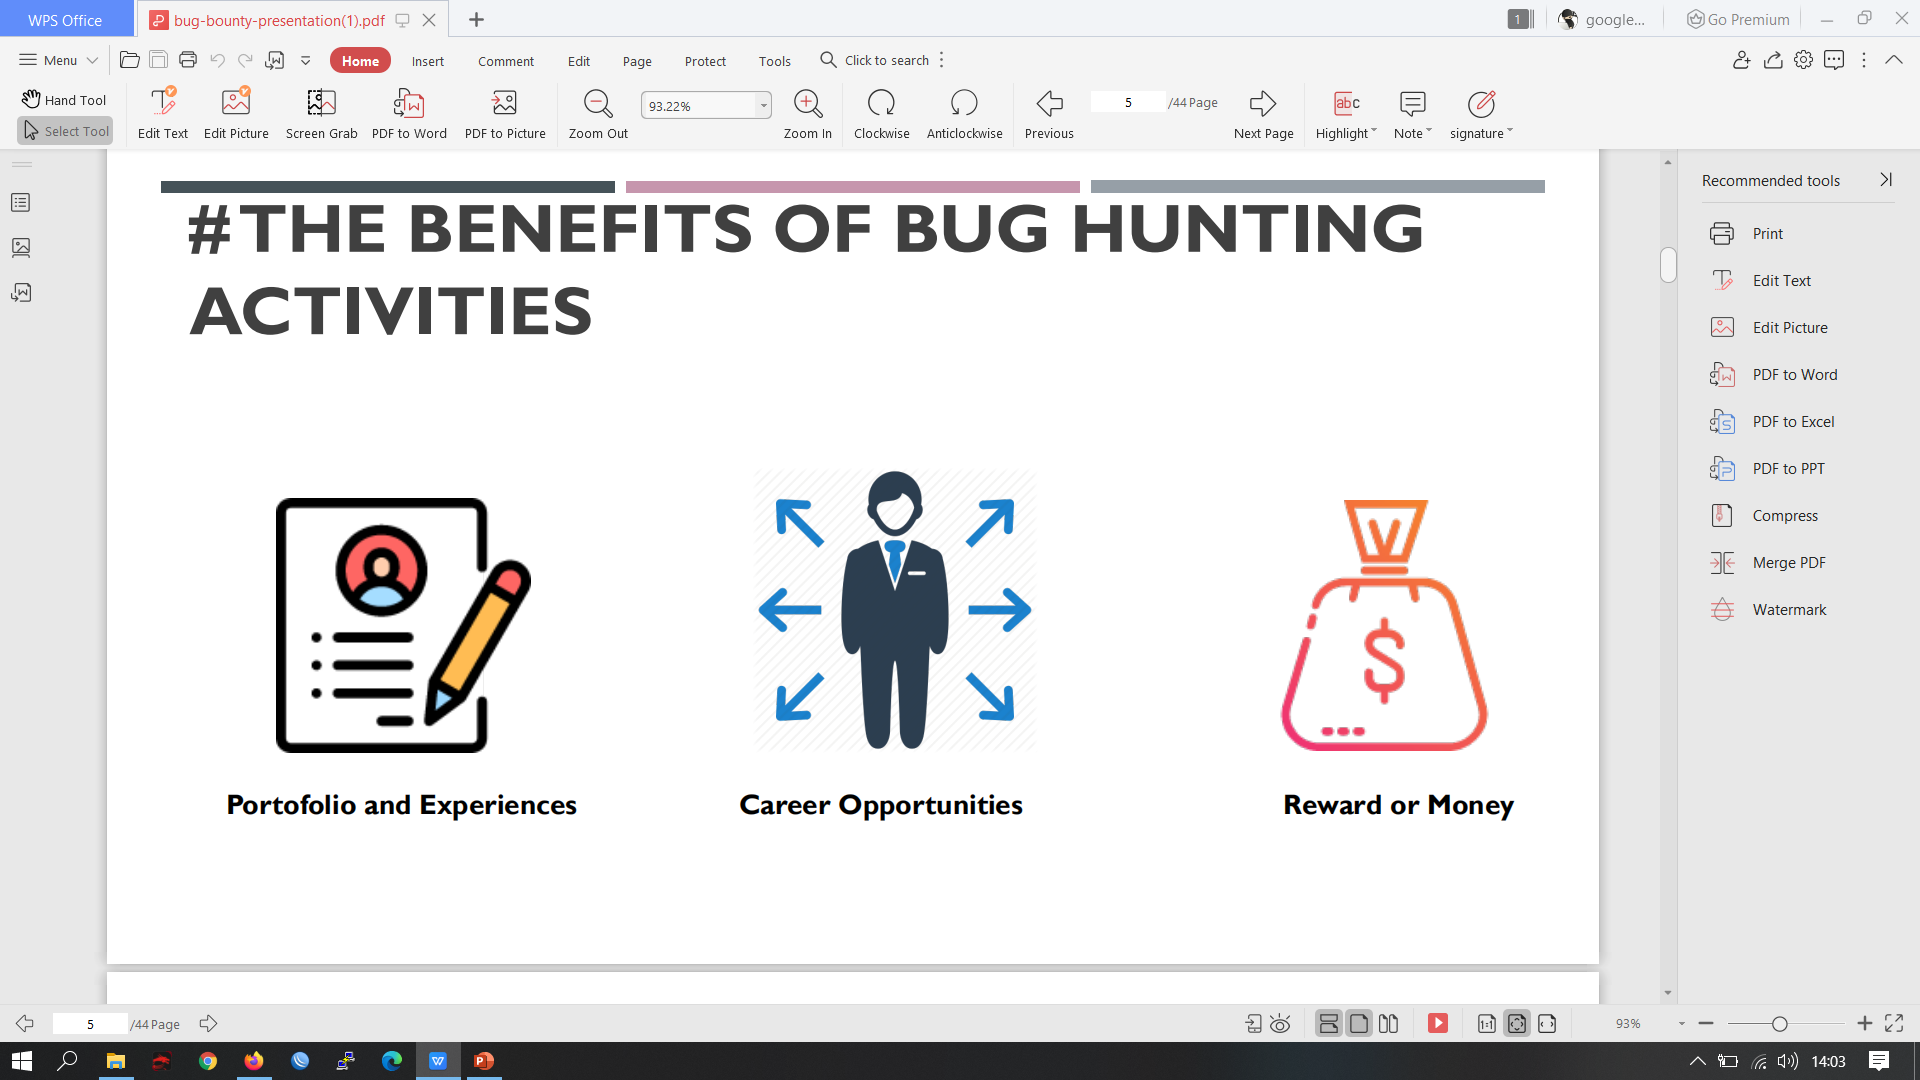 WPS Office
bug-bounty-presentation(1).pdf
1
google...
Go Premium
Menu
Home
Insert
Comment
Edit
Page
Protect
Tools
Click to search
Hand Tool
Select Tool
Edit Text
Edit Picture
Screen Grab
PDF to Word
PDF to Picture
Zoom Out
93.22%
Zoom In
Clockwise
Anticlockwise
Previous
5 /44 Page
Next Page
Highlight
Note
signature
#THE BENEFITS OF BUG HUNTING
ACTIVITIES
$
Portofolio and Experiences
Career Opportunities
Reward or Money
Recommended tools
Print
Edit Text
Edit Picture
PDF to Word
PDF to Excel
PDF to PPT
Compress
Merge PDF
Watermark
5 /44 Page
93%
14:03